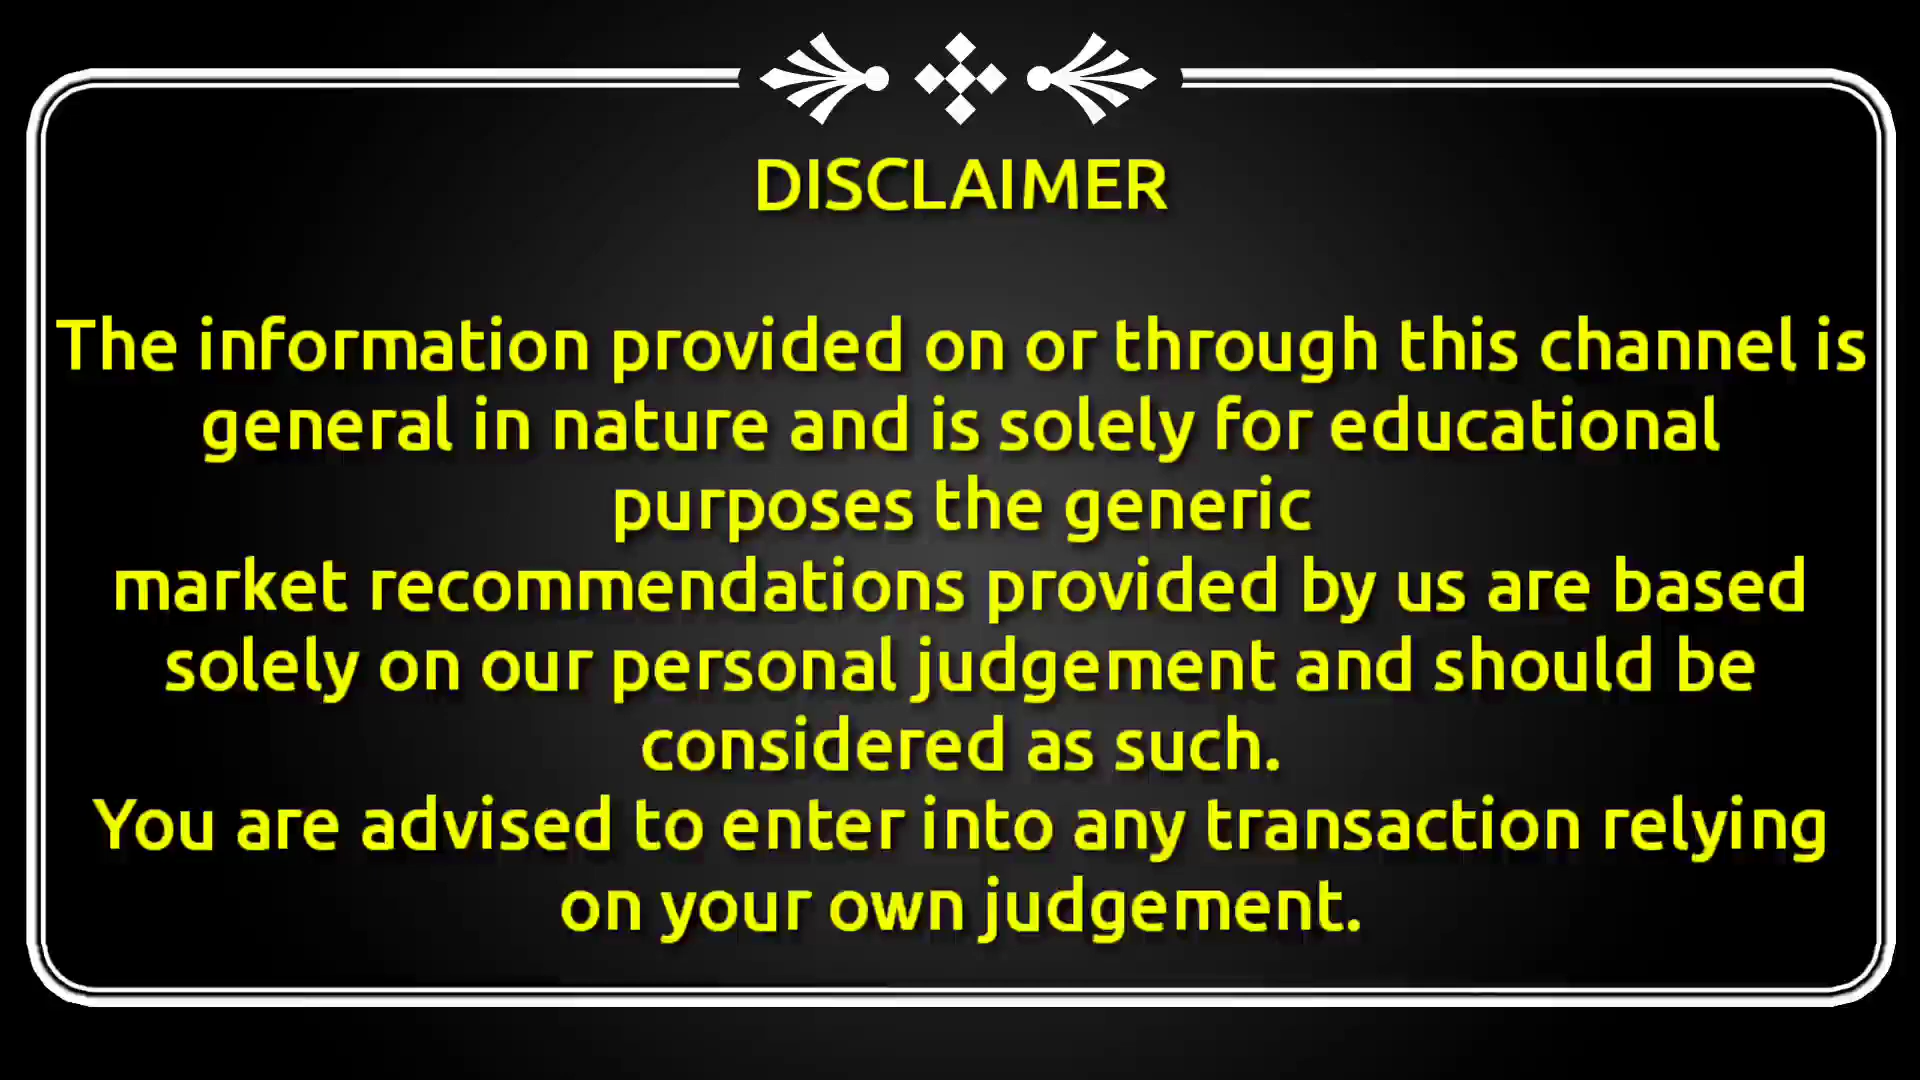 DISCLAIMER
The information provided on or through this channel is
general in nature and is solely for educational
purposes the generic
market recommendations provided by us are based
solely on our personal judgement and should be
considered as such.
You are advised to enter into any transaction relying
on your own judgement.